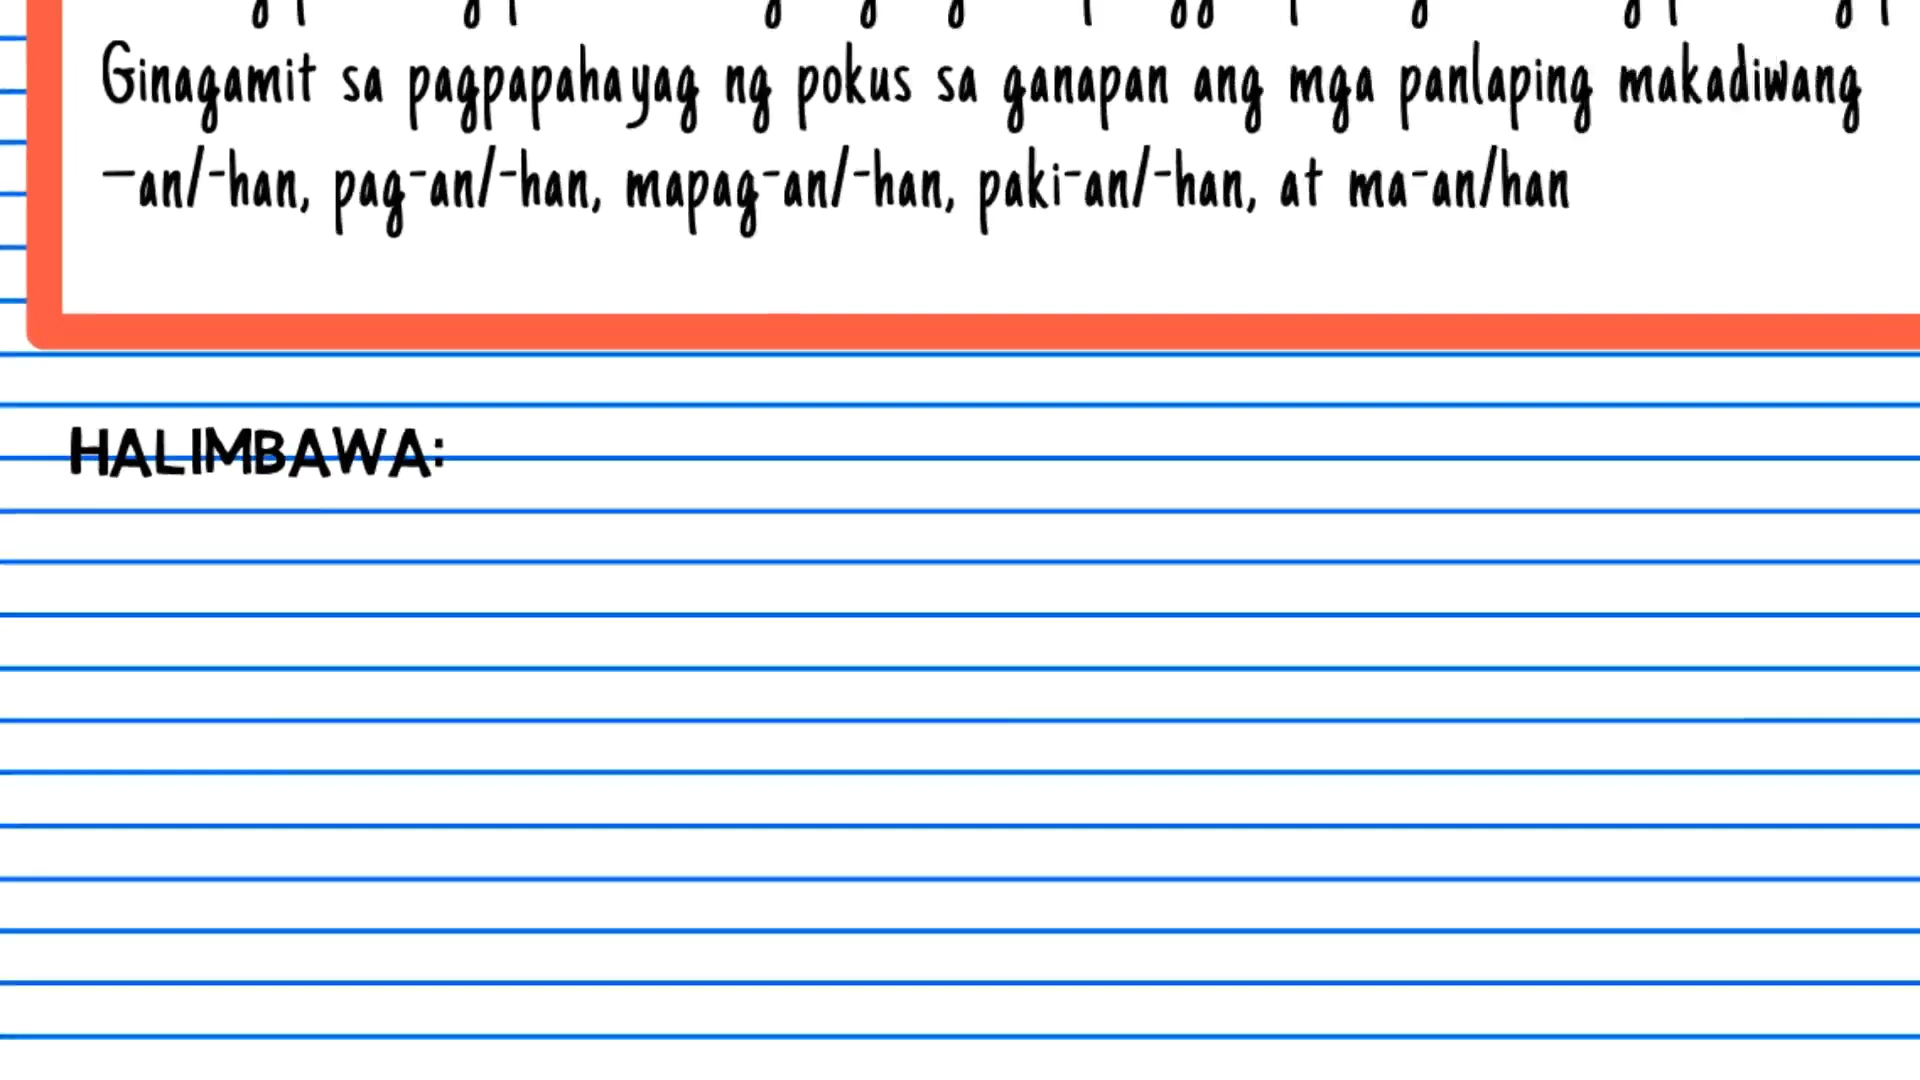 Ginagamit sa pagpapahayag ng pokus sa ganapan ang mga panlaping makadiwang
–an/-han, pag-an/-han, mapag-an/-han, paki-an/-han, at ma-an/han
HALIMBAWA: